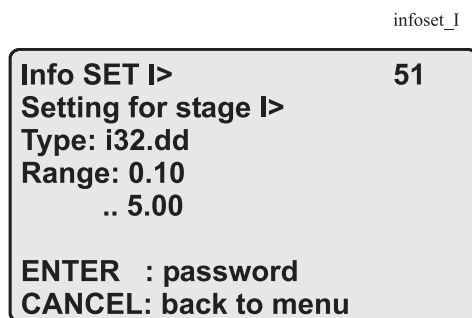 infoset_I
Info SET I> 51
Setting for stage I>
Type: i32.dd
Range: 0.10
.. 5.00
ENTER : password
CANCEL: back to menu